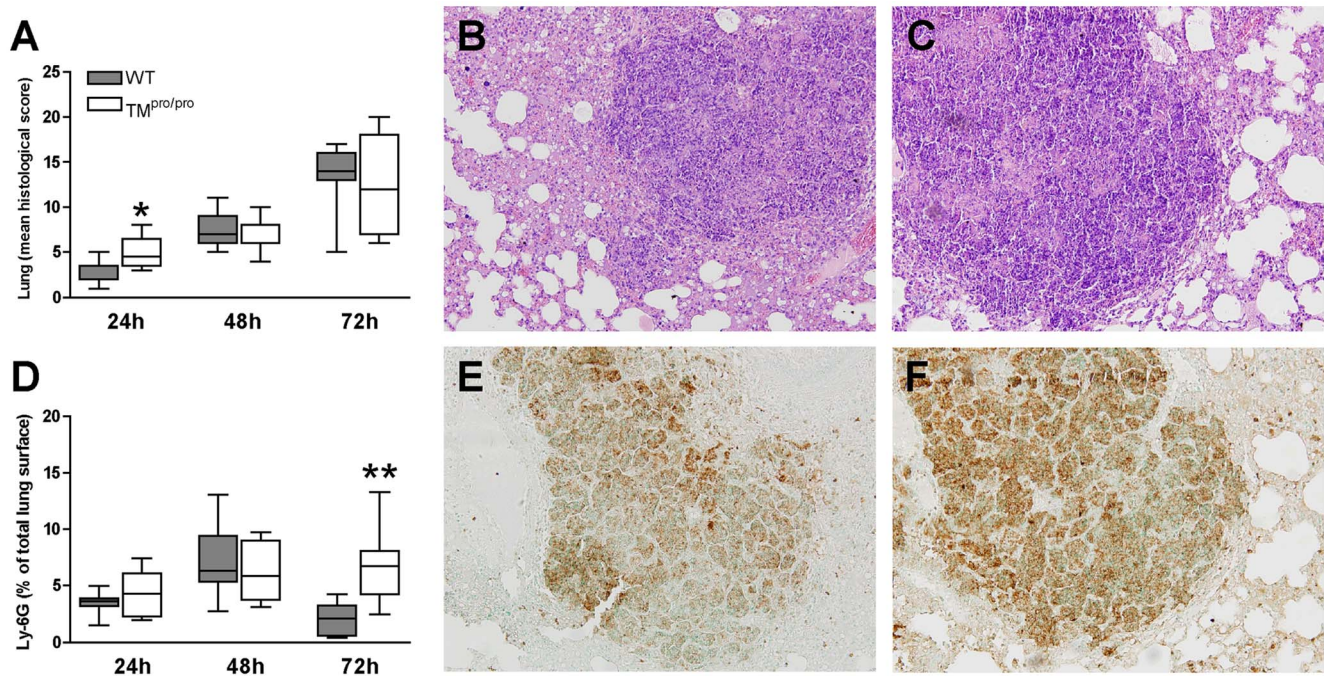 A
B
C
Lung (mean histological score)
25
20
15
10
5
0
WT
TMpro/pro
*
24h 48h 72h
D
E
F
Ly-6G (% of total lung surface)
20
15
10
5
0
**
24h 48h 72h